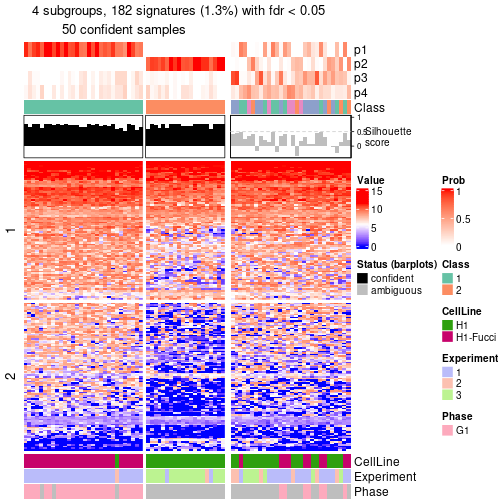 4 subgroups, 182 signatures (1.3%) with fdr < 0.05
50 confident samples
p1
p2
p3
p4
Class
1
0.5
0
Silhouette
score
1
2
Value
15
10
5
0
Prob
1
0.5
0
Status (barplots)
confident
ambiguous
Class
1
2
CellLine
H1
H1-Fucci
Experiment
1
2
3
Phase
G1
CellLine
Experiment
Phase